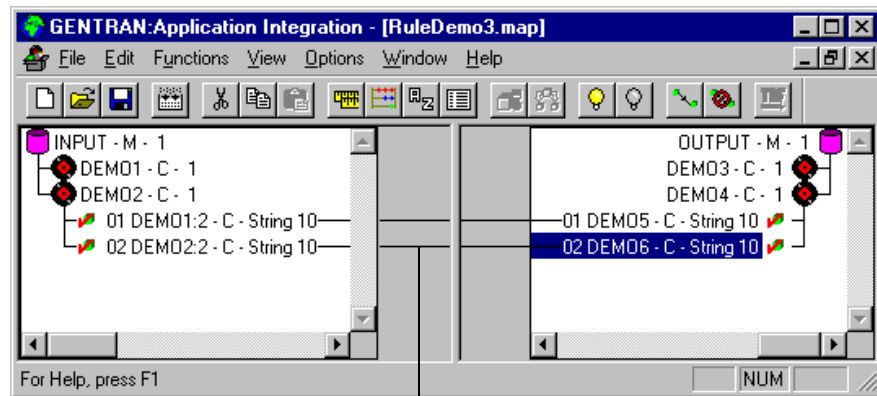 GENTRAN:Application Integration - [RuleDemo3.map]
File Edit Functions View Options Window Help
INPUT - M - 1
DEMO1 - C - 1
DEMO2 - C - 1
01 DEMO1:2 - C - String 10
02 DEMO2:2 - C - String 10
OUTPUT - M - 1
DEMO3 - C - 1
DEMO4 - C - 1
01 DEMO5 - C - String 10
02 DEMO6 - C - String 10
For Help, press F1
NUM